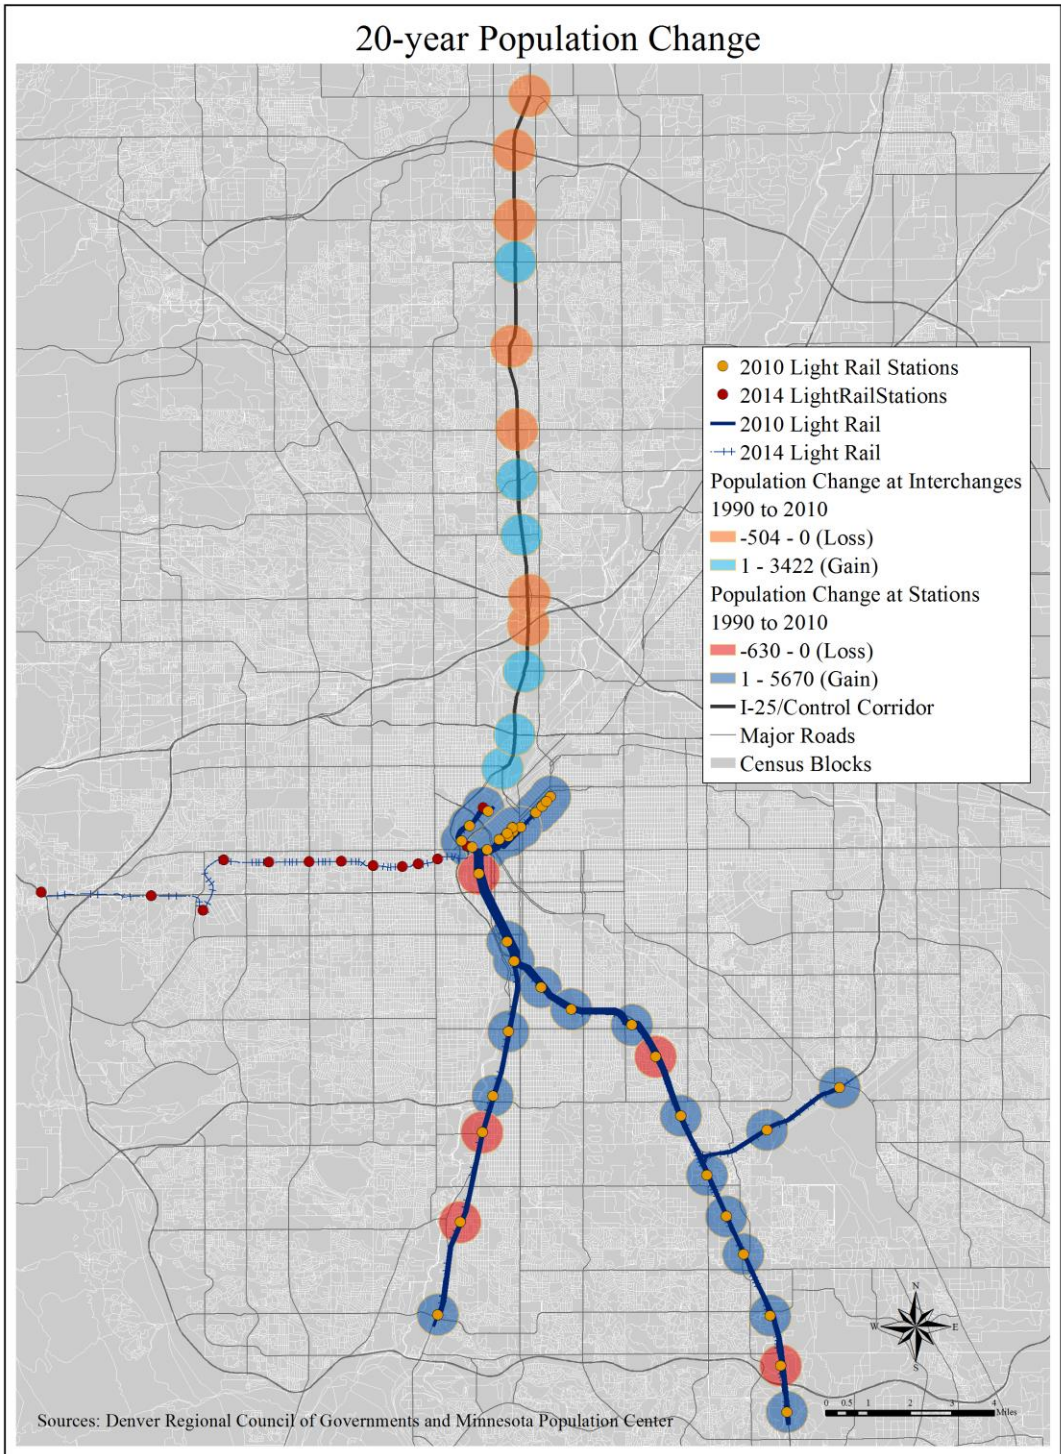 20-year Population Change
2010 Light Rail Stations
2014 LightRailStations
2010 Light Rail
2014 Light Rail
Population Change at Interchanges
1990 to 2010
-504 - 0 (Loss)
1 - 3422 (Gain)
Population Change at Stations
1990 to 2010
-630 - 0 (Loss)
1 - 5670 (Gain)
I-25/Control Corridor
Major Roads
Census Blocks
N
W
E
S
0 0.5 1 2 3 4
Miles
Sources: Denver Regional Council of Governments and Minnesota Population Center